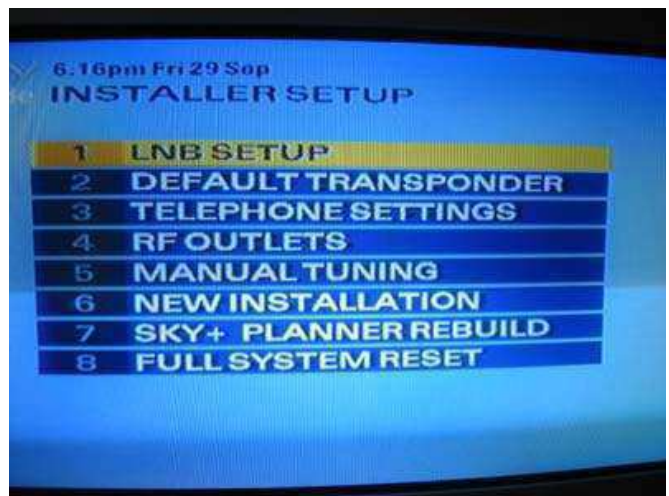 6.16pm Fri 29 Sep
INSTALLER SETUP
1 LNB SETUP
2 DEFAULT TRANSPONDER
3 TELEPHONE SETTINGS
4 RF OUTLETS
5 MANUAL TUNING
6 NEW INSTALLATION
7 SKY+ PLANNER REBUILD
8 FULL SYSTEM RESET